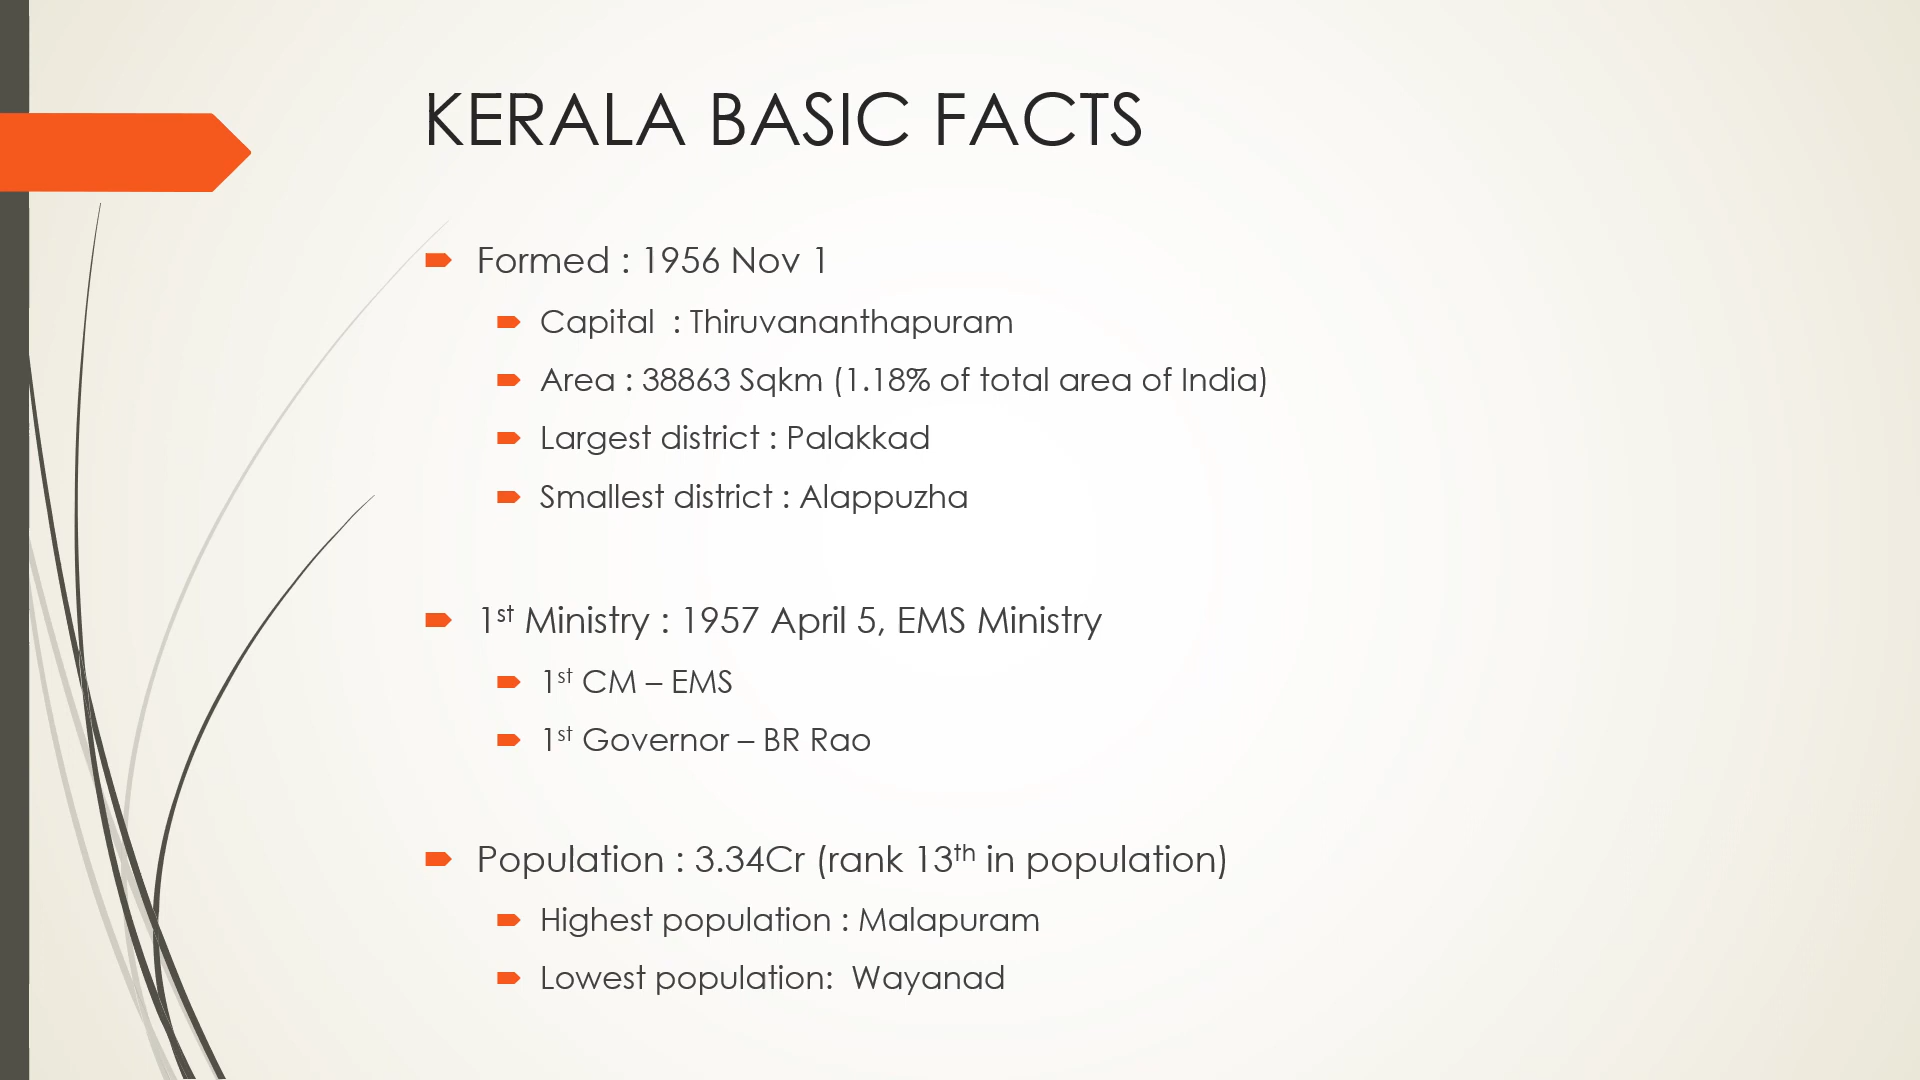 KERALA BASIC FACTS
Formed : 1956 Nov 1
Capital : Thiruvananthapuram
Area : 38863 Sqkm (1.18% of total area of India)
Largest district : Palakkad
Smallest district : Alappuzha
1st Ministry : 1957 April 5, EMS Ministry
1st CM – EMS
1st Governor – BR Rao
Population : 3.34Cr (rank 13th in population)
Highest population : Malapuram
Lowest population: Wayanad